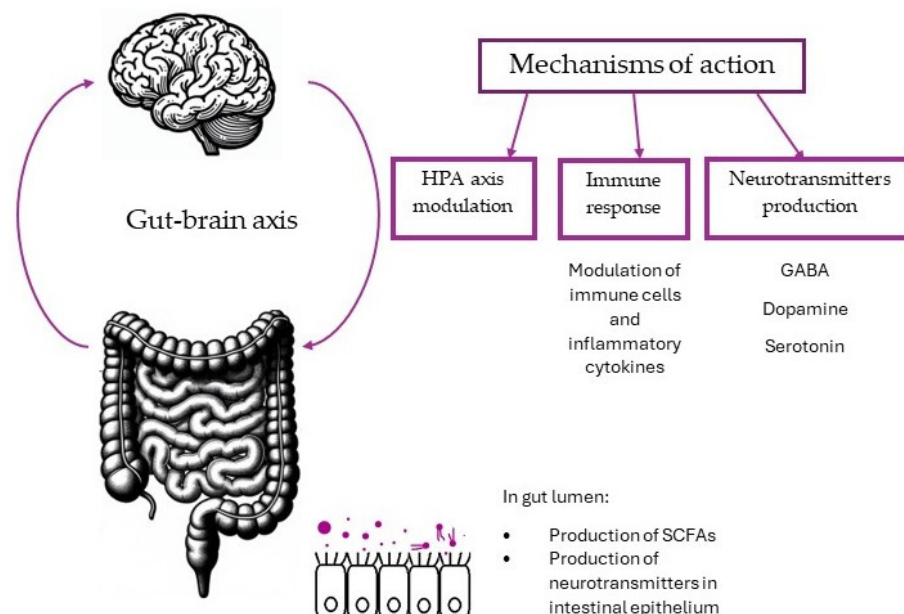 Mechanisms of action
HPA axis
modulation
Immune
response
Neurotransmitters
production
Gut-brain axis
Modulation of
immune cells
and
inflammatory
cytokines
GABA
Dopamine
Serotonin
In gut lumen:
• Production of SCFAs
• Production of
neurotransmitters in
intestinal epithelium